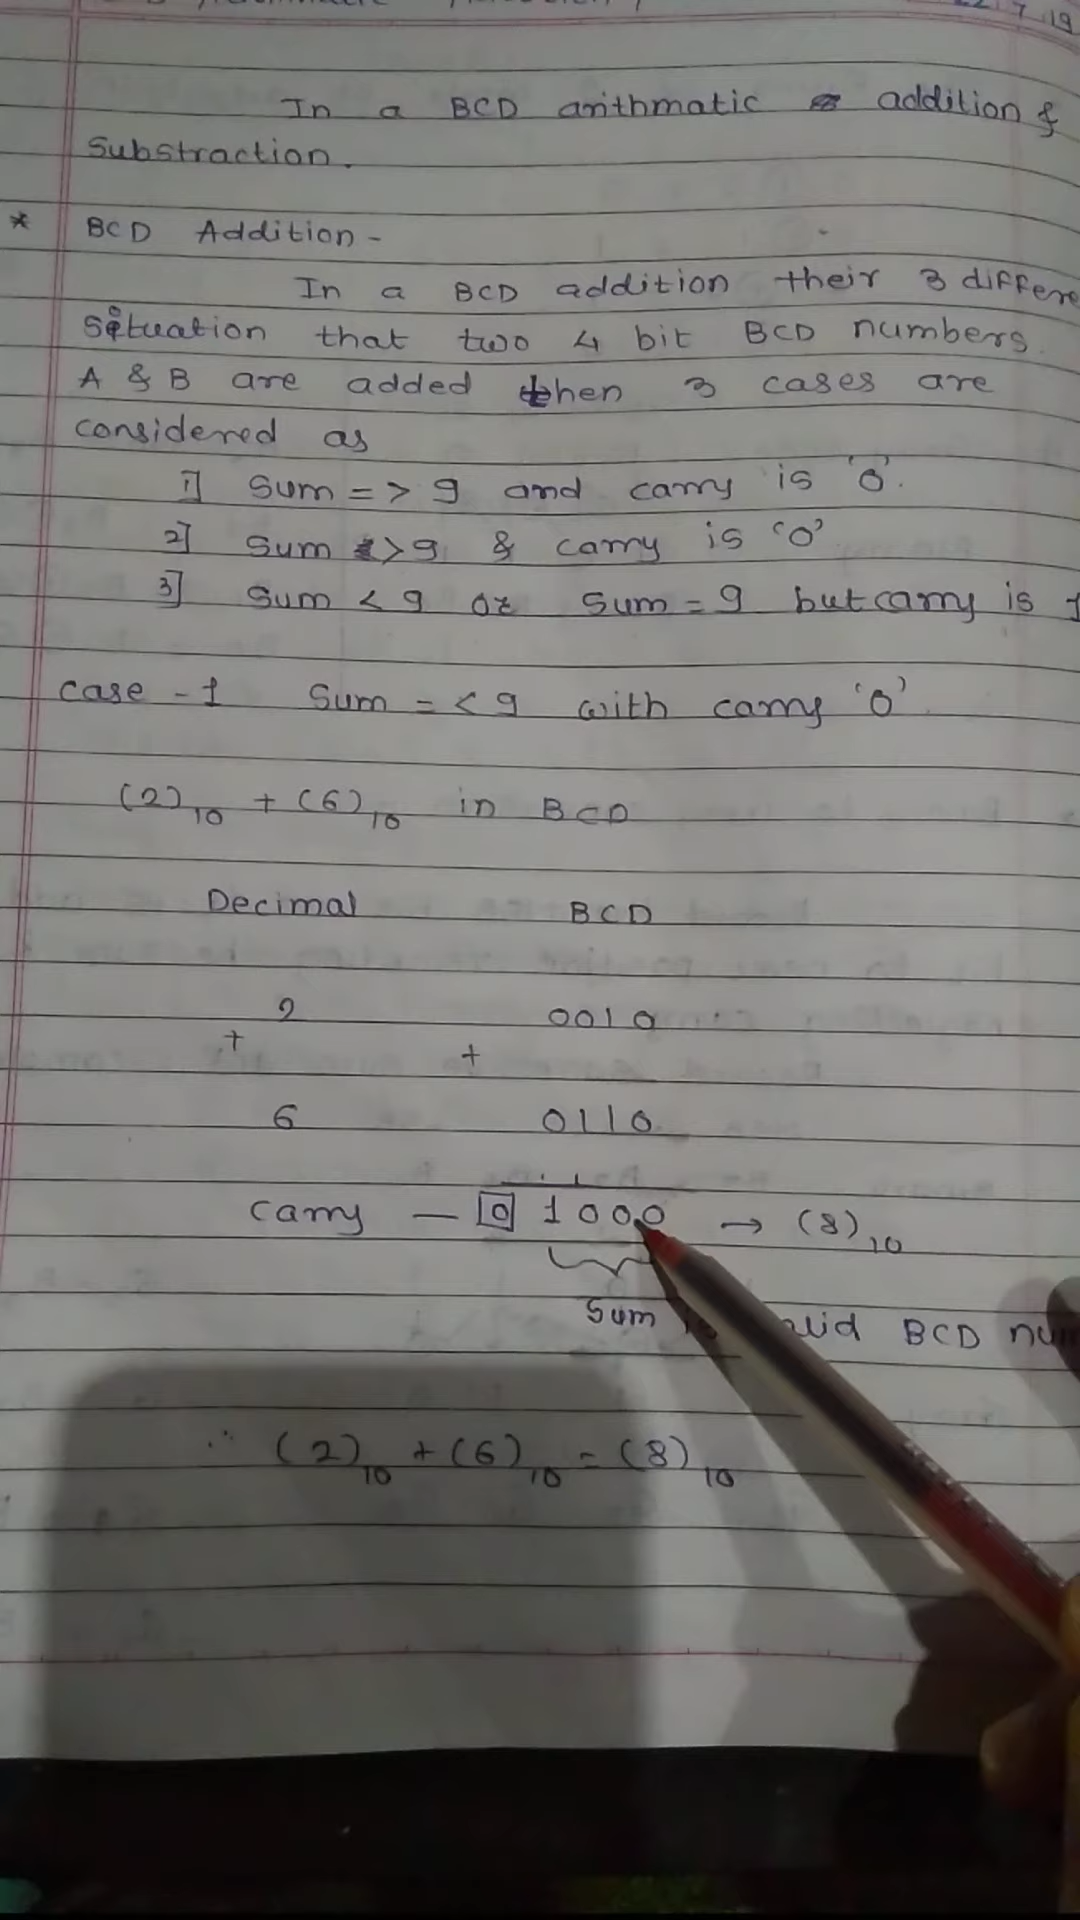 7 19
In a BCD arithmatic addition &
Substraction.
* BCD Addition -
In a BCD addition their 3 differe
Situation that two 4 bit BCD numbers.
A & B are added then 3 cases are
considered as
1] Sum = > 9 and carry is '0'.
2] Sum > 9 & carry is '0'
3] Sum < 9 or Sum = 9 but carry is 1
case - 1 Sum = < 9 with carry '0'.
(2)10 + (6)10 in BCD
Decimal BCD
2 0010
+ +
6 0110
carry - 0 1000 → (8)10
Sum BCD
∴ (2)10 + (6)10 = (8)10